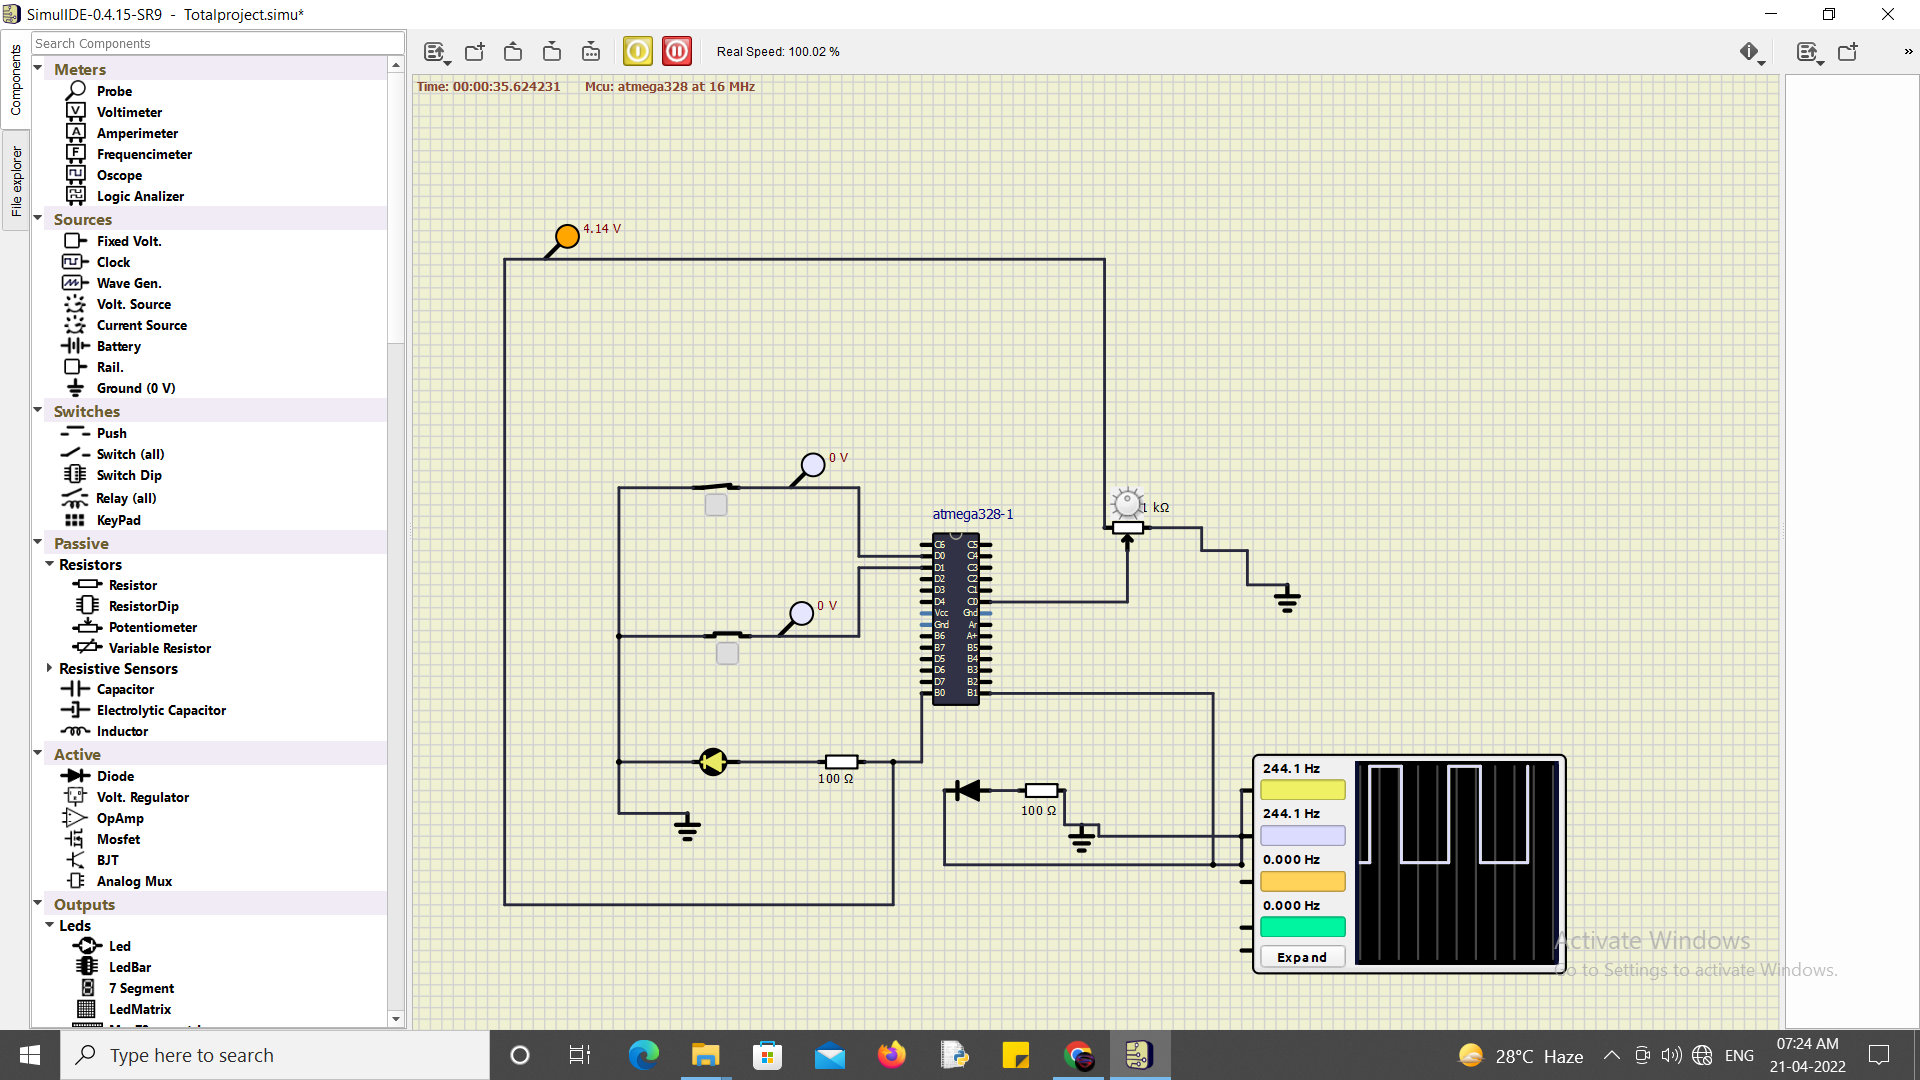 SimulIDE-0.4.15-SR9 - Totalproject.simu*
Components
File explorer
Search Components
Meters
Probe
Voltimeter
Amperimeter
Frequencimeter
Oscope
Logic Analizer
Sources
Fixed Volt.
Clock
Wave Gen.
Volt. Source
Current Source
Battery
Rail.
Ground (0 V)
Switches
Push
Switch (all)
Switch Dip
Relay (all)
KeyPad
Passive
Resistors
Resistor
ResistorDip
Potentiometer
Variable Resistor
Resistive Sensors
Capacitor
Electrolytic Capacitor
Inductor
Active
Diode
Volt. Regulator
OpAmp
Mosfet
BJT
Analog Mux
Outputs
Leds
Led
LedBar
7 Segment
LedMatrix
Real Speed: 100.02 %
»
Time: 00:00:35.624231 Mcu: atmega328 at 16 MHz
4.14 V
0 V
1 kΩ
atmega328-1
C6 C5
D0 C4
D1 C3
D2 C2
D3 C1
D4 C0
Vcc Gnd
Gnd Ar
B6 A+
B7 B5
D5 B4
D6 B3
D7 B2
B0 B1
0 V
100 Ω
100 Ω
244.1 Hz
244.1 Hz
0.000 Hz
0.000 Hz
Expand
Activate Windows
Go to Settings to activate Windows.
Type here to search
28°C Haze
ENG
07:24 AM
21-04-2022